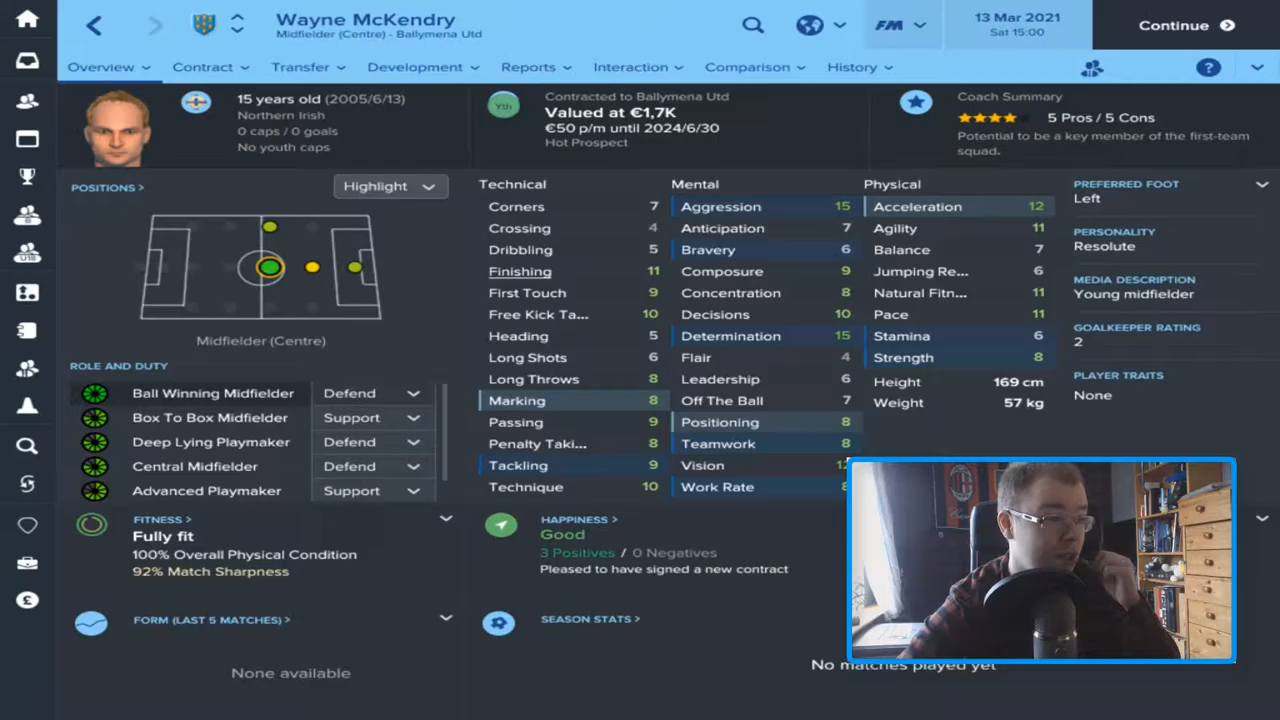 Wayne McKendry
Midfielder (Centre) - Ballymena Utd
FM
13 Mar 2021
Sat 15:00
Continue
Overview
Contract
Transfer
Development
Reports
Interaction
Comparison
History
?
15 years old (2005/6/13)
Northern Irish
0 caps / 0 goals
No youth caps
Yth
Contracted to Ballymena Utd
Valued at €1,7K
€50 p/m until 2024/6/30
Hot Prospect
Coach Summary
5 Pros / 5 Cons
Potential to be a key member of the first-team
squad.
POSITIONS >
Highlight
Midfielder (Centre)
ROLE AND DUTY
Ball Winning Midfielder Defend
Box To Box Midfielder Support
Deep Lying Playmaker Defend
Central Midfielder Defend
Advanced Playmaker Support
Technical
Corners 7
Crossing 4
Dribbling 5
Finishing 11
First Touch 9
Free Kick Ta... 10
Heading 5
Long Shots 6
Long Throws 8
Marking 8
Passing 9
Penalty Taki... 8
Tackling 9
Technique 10
Mental
Aggression 15
Anticipation 7
Bravery 6
Composure 9
Concentration 8
Decisions 10
Determination 15
Flair 4
Leadership 6
Off The Ball 7
Positioning 8
Teamwork 8
Vision
Work Rate
Physical
Acceleration 12
Agility 11
Balance 7
Jumping Re... 6
Natural Fitn... 11
Pace 11
Stamina 6
Strength 8
Height 169 cm
Weight 57 kg
PREFERRED FOOT
Left
PERSONALITY
Resolute
MEDIA DESCRIPTION
Young midfielder
GOALKEEPER RATING
2
PLAYER TRAITS
None
FITNESS >
Fully fit
100% Overall Physical Condition
92% Match Sharpness
HAPPINESS >
Good
3 Positives / 0 Negatives
Pleased to have signed a new contract
FORM (LAST 5 MATCHES) >
None available
SEASON STATS >
No matches played yet